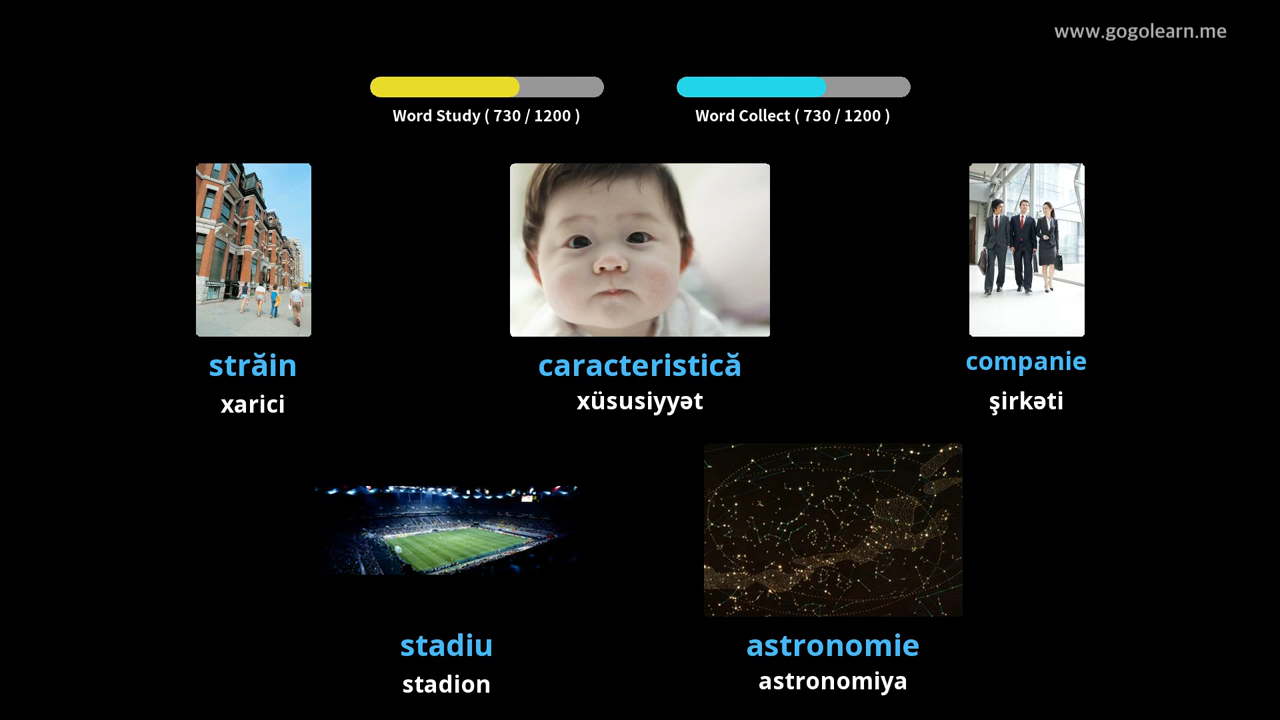 www.gogolearn.me
Word Study ( 730 / 1200 )
Word Collect ( 730 / 1200 )
străin
xarici
caracteristică
xüsusiyyət
companie
şirkəti
stadiu
stadion
astronomie
astronomiya